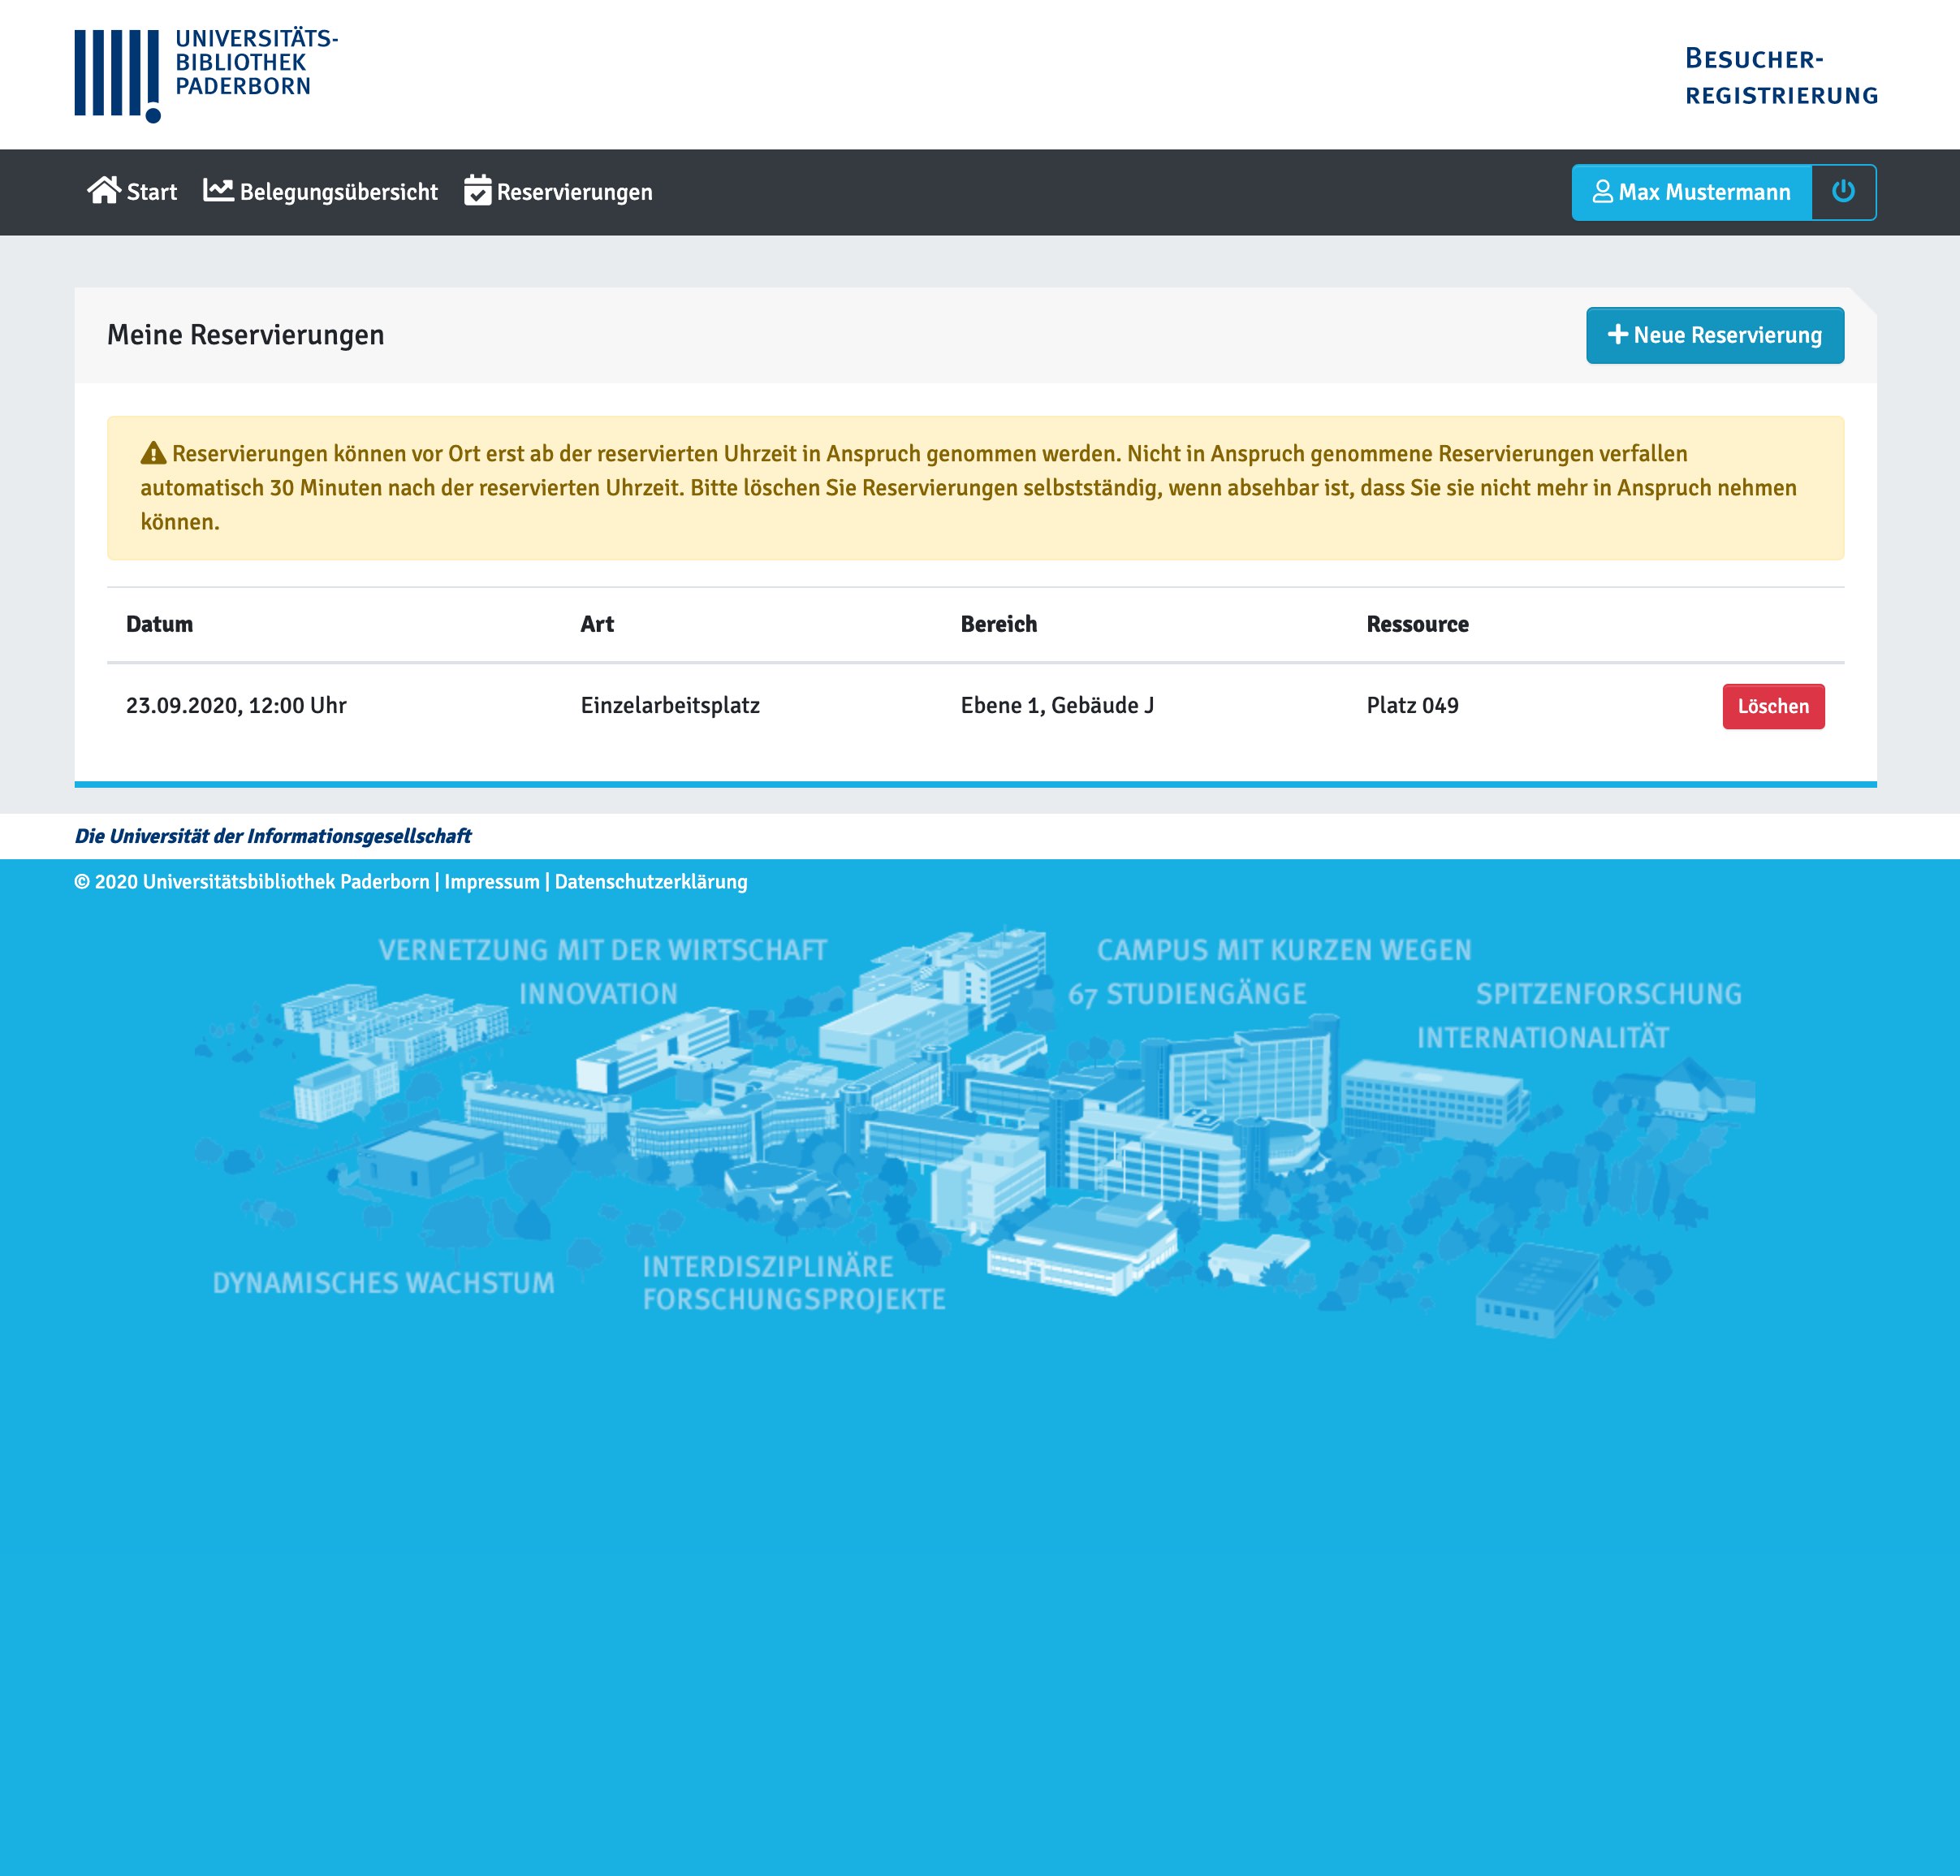 UNIVERSITÄTS-
BIBLIOTHEK
PADERBORN
BESUCHER-
REGISTRIERUNG
Start Belegungsübersicht Reservierungen Max Mustermann
Meine Reservierungen Neue Reservierung
Reservierungen können vor Ort erst ab der reservierten Uhrzeit in Anspruch genommen werden. Nicht in Anspruch genommene Reservierungen verfallen
automatisch 30 Minuten nach der reservierten Uhrzeit. Bitte löschen Sie Reservierungen selbstständig, wenn absehbar ist, dass Sie sie nicht mehr in Anspruch nehmen
können.
Datum Art Bereich Ressource
23.09.2020, 12:00 Uhr Einzelarbeitsplatz Ebene 1, Gebäude J Platz 049 Löschen
Die Universität der Informationsgesellschaft
© 2020 Universitätsbibliothek Paderborn | Impressum | Datenschutzerklärung
VERNETZUNG MIT DER WIRTSCHAFT CAMPUS MIT KURZEN WEGEN
INNOVATION 67 STUDIENGÄNGE SPITZENFORSCHUNG
INTERNATIONALITÄT
DYNAMISCHES WACHSTUM
INTERDISZIPLINÄRE
FORSCHUNGSPROJEKTE